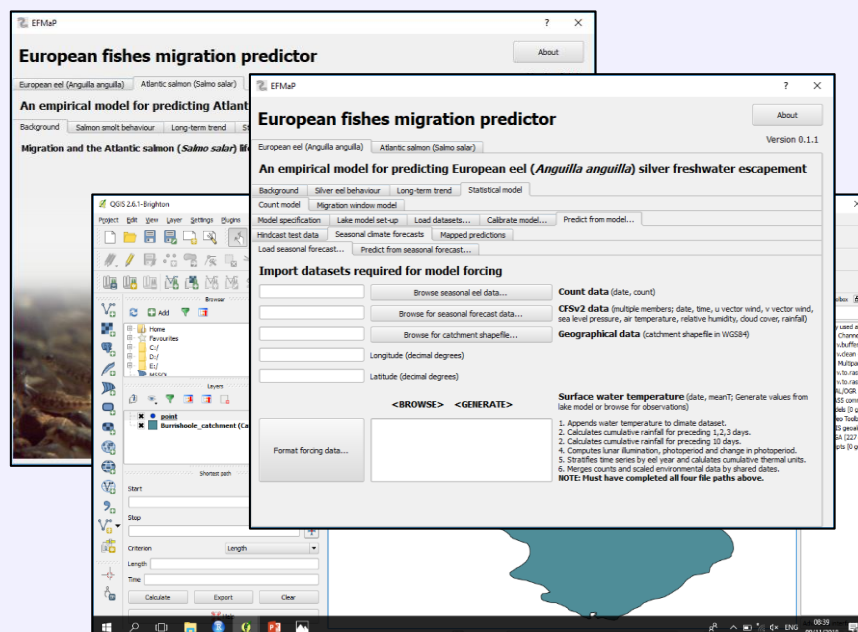 EFMaP
European fishes migration predictor
About
European eel (Anguilla anguilla)
Atlantic salmon (Salmo salar)
An empirical model for predicting Atlant
Background
Salmon smolt behaviour
Long-term trend
St
Migration and the Atlantic salmon (Salmo salar) life
EFMaP
European fishes migration predictor
About
Version 0.1.1
European eel (Anguilla anguilla)
Atlantic salmon (Salmo salar)
An empirical model for predicting European eel (Anguilla anguilla) silver freshwater escapement
Background
Silver eel behaviour
Long-term trend
Statistical model
Count model
Migration window model
Model specification
Lake model set-up
Load datasets...
Calibrate model...
Predict from model...
Hindcast test data
Seasonal climate forecasts
Mapped predictions
Load seasonal forecast...
Predict from seasonal forecast...
Import datasets required for model forcing
Browse seasonal eel data...
Count data (date, count)
Browse for seasonal forecast data...
CFSv2 data (multiple members; date, time, u vector wind, v vector wind,
sea level pressure, air temperature, relative humidity, cloud cover, rainfall)
Browse for catchment shapefile...
Geographical data (catchment shapefile in WGS84)
Longitude (decimal degrees)
Latitude (decimal degrees)
<BROWSE> <GENERATE>
Surface water temperature (date, meanT; Generate values from
lake model or browse for observations)
Format forcing data...
1. Appends water temperature to climate dataset.
2. Calculates cumulative rainfall for preceding 1,2,3 days.
2. Calculates cumulative rainfall for preceding 10 days.
4. Computes lunar illumination, photoperiod and change in photoperiod.
5. Stratifies time series by eel year and calulates cumulative thermal units.
6. Merges counts and scaled environmental data by shared dates.
NOTE: Must have completed all four file paths above.
QGIS 2.6.1-Brighton
Project Edit View Layer Settings Plugins
Browser
Add
Home
Favourites
C:/
D:/
E:/
MSSQL
Layers
point
Burrishoole_catchment (Ca
Shortest path
Start
Stop
Criterion
Length
Length
Time
Calculate
Export
Clear
Help
ENG
08:39